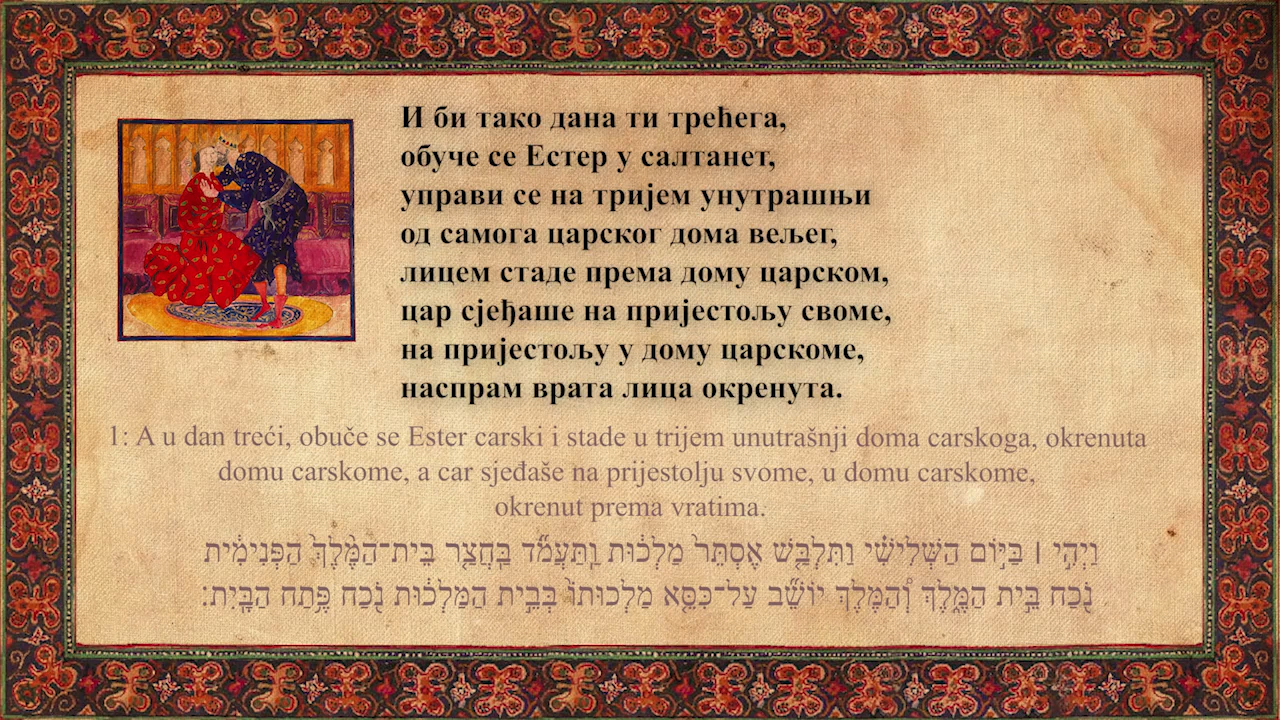 И би тако дана ти трећега,
обуче се Естер у салтанет,
управи се на тријем унутрашњи
од самога царског дома вељег,
лицем стаде према дому царском,
цар сјеђаше на пријестољу своме,
на пријестољу у дому царскоме,
наспрам врата лица окренута.
1: A u dan treći, obuče se Ester carski i stade u trijem unutrašnji doma carskoga, okrenuta
domu carskome, a car sjeđaše na prijestolju svome, u domu carskome,
okrenut prema vratima.
וַיְהִ֣י ׀ בַּיּ֣וֹם הַשְּׁלִישִׁ֗י וַתִּלְבַּ֤שׁ אֶסְתֵּר֙ מַלְכ֔וּת וַֽתַּעֲמֹ֞ד בַּחֲצַ֤ר בֵּית־הַמֶּ֙לֶךְ֙ הַפְּנִימִ֔ית
נֹ֖כַח בֵּ֣ית הַמֶּ֑לֶךְ וְ֠הַמֶּלֶךְ יוֹשֵׁ֞ב עַל־כִּסֵּ֤א מַלְכוּתוֹ֙ בְּבֵ֣ית הַמַּלְכ֔וּת נֹ֖כַח פֶּ֥תַח הַבָּֽיִת׃